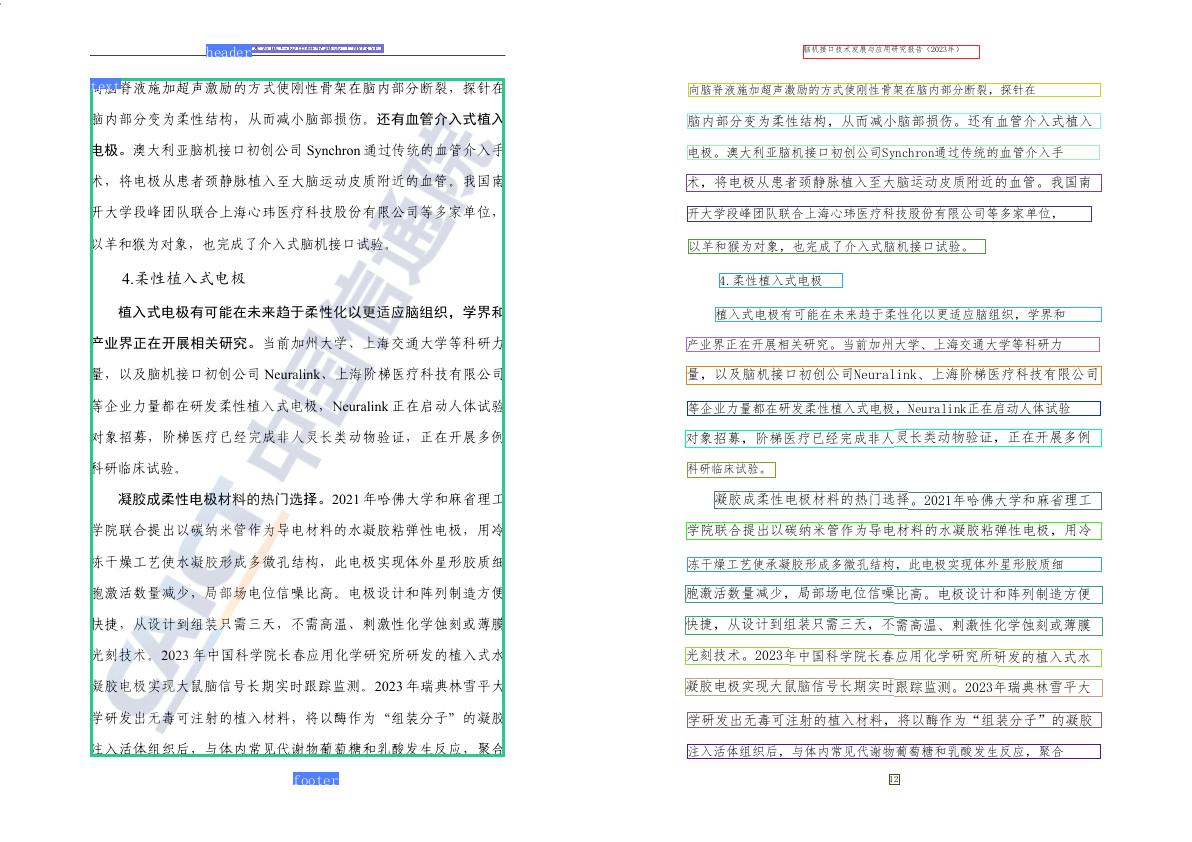 header
text
脊液施加超声激励的方式使刚性骨架在脑内部分断裂，探针在
脑内部分变为柔性结构，从而减小脑部损伤。还有血管介入式植入
电极。澳大利亚脑机接口初创公司 Synchron 通过传统的血管介入手
术，将电极从患者颈静脉植入至大脑运动皮质附近的血管。我国南
开大学段峰团队联合上海心玮医疗科技股份有限公司等多家单位，
以羊和猴为对象，也完成了介入式脑机接口试验。
4.柔性植入式电极
植入式电极有可能在未来趋于柔性化以更适应脑组织，学界和
产业界正在开展相关研究。当前加州大学、上海交通大学等科研力
量，以及脑机接口初创公司 Neuralink、上海阶梯医疗科技有限公司
等企业力量都在研发柔性植入式电极，Neuralink 正在启动人体试验
对象招募，阶梯医疗已经完成非人灵长类动物验证，正在开展多例
科研临床试验。
凝胶成柔性电极材料的热门选择。2021 年哈佛大学和麻省理工
学院联合提出以碳纳米管作为导电材料的水凝胶粘弹性电极，用冷
冻干燥工艺使水凝胶形成多微孔结构，此电极实现体外星形胶质细
胞激活数量减少，局部场电位信噪比高。电极设计和阵列制造方便
快捷，从设计到组装只需三天，不需高温、刺激性化学蚀刻或薄膜
光刻技术。2023 年中国科学院长春应用化学研究所研发的植入式水
凝胶电极实现大鼠脑信号长期实时跟踪监测。2023 年瑞典林雪平大
学研发出无毒可注射的植入材料，将以酶作为“组装分子”的凝胶
注入活体组织后，与体内常见代谢物葡萄糖和乳酸发生反应，聚合
CAICT 中国信通院
footer
脑机接口技术发展与应用研究报告（2023年）
向脑脊液施加超声激励的方式使刚性骨架在脑内部分断裂，探针在
脑内部分变为柔性结构，从而减小脑部损伤。还有血管介入式植入
电极。澳大利亚脑机接口初创公司Synchron通过传统的血管介入手
术，将电极从患者颈静脉植入至大脑运动皮质附近的血管。我国南
开大学段峰团队联合上海心玮医疗科技股份有限公司等多家单位，
以羊和猴为对象，也完成了介入式脑机接口试验。
4.柔性植入式电极
植入式电极有可能在未来趋于柔性化以更适应脑组织，学界和
产业界正在开展相关研究。当前加州大学、上海交通大学等科研力
量，以及脑机接口初创公司Neuralink、上海阶梯医疗科技有限公司
等企业力量都在研发柔性植入式电极，Neuralink正在启动人体试验
对象招募，阶梯医疗已经完成非人灵长类动物验证，正在开展多例
科研临床试验。
凝胶成柔性电极材料的热门选择。2021年哈佛大学和麻省理工
学院联合提出以碳纳米管作为导电材料的水凝胶粘弹性电极，用冷
冻干燥工艺使承凝胶形成多微孔结构，此电极实现体外星形胶质细
胞激活数量减少，局部场电位信噪比高。电极设计和阵列制造方便
快捷，从设计到组装只需三天，不需高温、刺激性化学蚀刻或薄膜
光刻技术。2023年中国科学院长春应用化学研究所研发的植入式水
凝胶电极实现大鼠脑信号长期实时跟踪监测。2023年瑞典林雪平大
学研发出无毒可注射的植入材料，将以酶作为“组装分子”的凝胶
注入活体组织后，与体内常见代谢物葡萄糖和乳酸发生反应，聚合
12